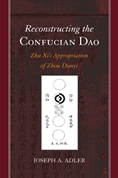 Reconstructing the
CONFUCIAN DAO
Zhu Xi's Appropriation
of Zhou Dunyi
JOSEPH A. ADLER